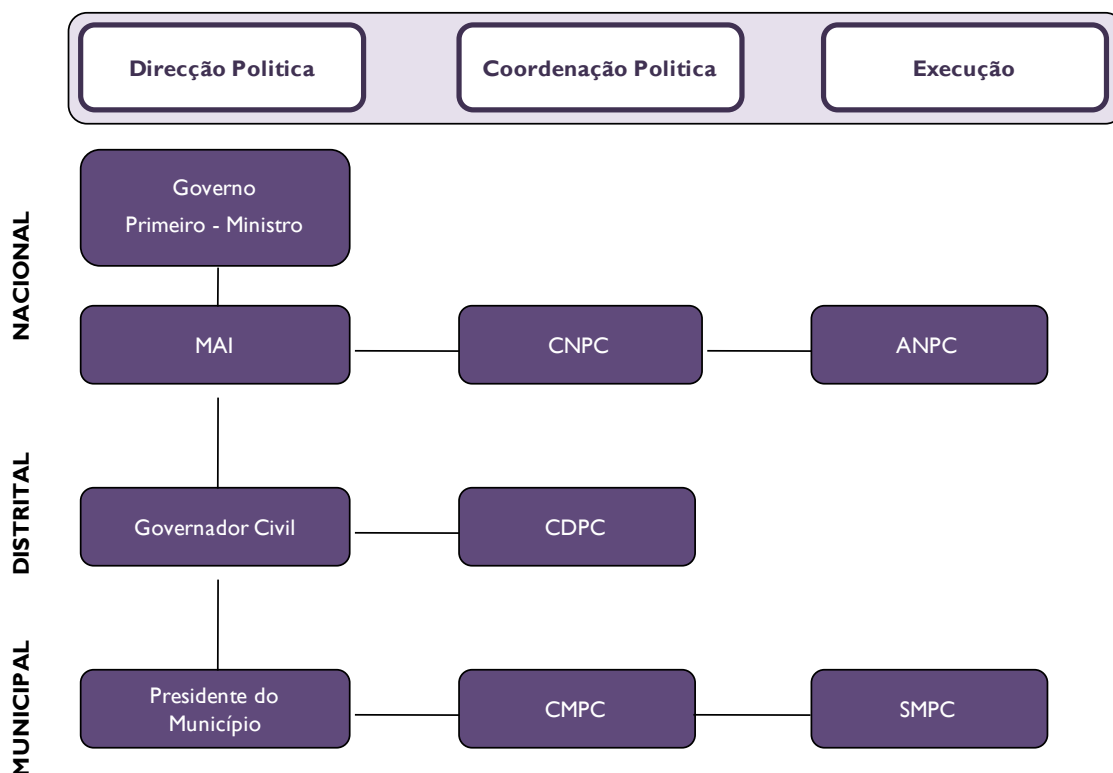 Direcção Politica
Coordenação Politica
Execução
NACIONAL
Governo
Primeiro - Ministro
MAI
CNPC
ANPC
DISTRITAL
Governador Civil
CDPC
MUNICIPAL
Presidente do
Município
CMPC
SMPC